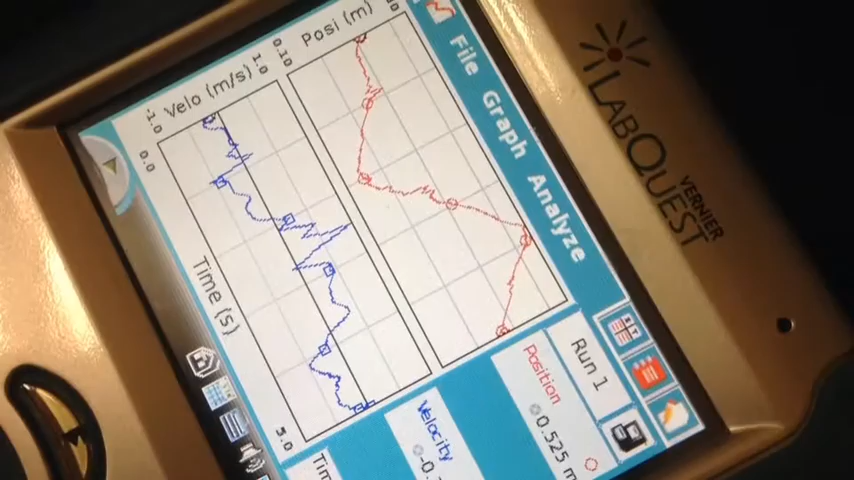 VERNIER
LABQUEST
File Graph Analyze
Run 1
Posi (m)
0.10
Position
0.525 m
Velo (m/s)
1.0
-1.0
Velocity
0.0
Time (s)
5.0